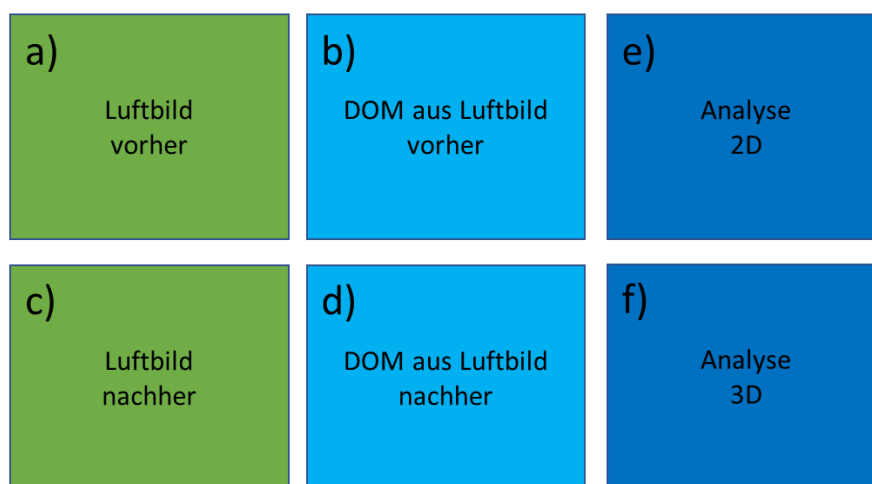 a)
Luftbild
vorher
b)
DOM aus Luftbild
vorher
e)
Analyse
2D
c)
Luftbild
nachher
d)
DOM aus Luftbild
nachher
f)
Analyse
3D